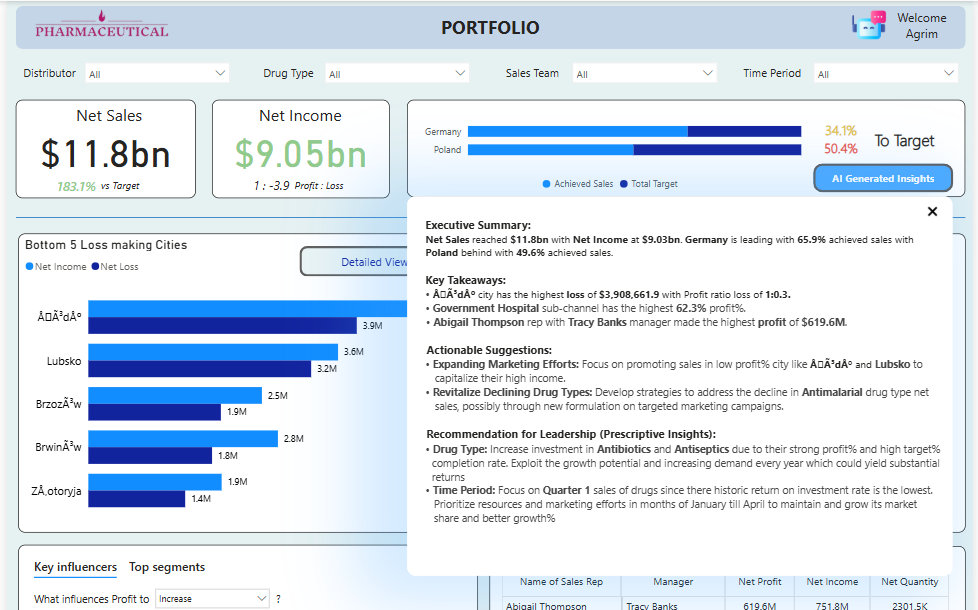 PHARMACEUTICAL
PORTFOLIO
Welcome
Agrim
Distributor All
Drug Type All
Sales Team All
Time Period All
Net Sales
$11.8bn
183.1% vs Target
Net Income
$9.05bn
1 : -3.9 Profit : Loss
Germany
34.1%
Poland
50.4%
To Target
Achieved Sales Total Target
AI Generated Insights
Bottom 5 Loss making Cities
Net Income Net Loss
Detailed View
3.9M
Lubsko
3.6M
3.2M
BrzozÃ³w
2.5M
1.9M
BrwinÃ³w
2.8M
1.8M
ZÅ‚otoryja
1.9M
1.4M
Executive Summary:
Net Sales reached $11.8bn with Net Income at $9.03bn. Germany is leading with 65.9% achieved sales with
Poland behind with 49.6% achieved sales.
Key Takeaways:
• city has the highest loss of $3,908,661.9 with Profit ratio loss of 1:0.3.
• Government Hospital sub-channel has the highest 62.3% profit%.
• Abigail Thompson rep with Tracy Banks manager made the highest profit of $619.6M.
Actionable Suggestions:
• Expanding Marketing Efforts: Focus on promoting sales in low profit% city like and Lubsko to
capitalize their high income.
• Revitalize Declining Drug Types: Develop strategies to address the decline in Antimalarial drug type net
sales, possibly through new formulation on targeted marketing campaigns.
Recommendation for Leadership (Prescriptive Insights):
• Drug Type: Increase investment in Antibiotics and Antiseptics due to their strong profit% and high target%
completion rate. Exploit the growth potential and increasing demand every year which could yield substantial
returns
• Time Period: Focus on Quarter 1 sales of drugs since there historic return on investment rate is the lowest.
Prioritize resources and marketing efforts in months of January till April to maintain and grow its market
share and better growth%
Key influencers Top segments
What influences Profit to Increase ?
Name of Sales Rep Manager Net Profit Net Income Net Quantity
Abigail Thompson Tracy Banks 619.6M 751.8M 2301.5K